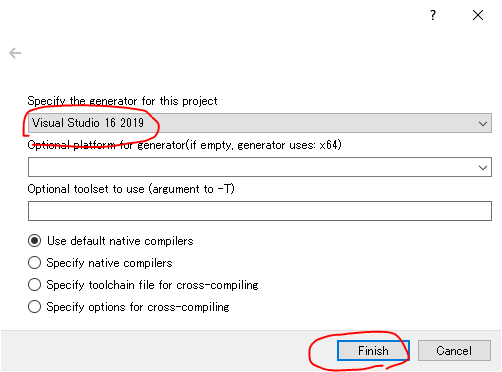 ?
Specify the generator for this project
Visual Studio 16 2019
Optional platform for generator(if empty, generator uses: x64)
Optional toolset to use (argument to -T)
Use default native compilers
Specify native compilers
Specify toolchain file for cross-compiling
Specify options for cross-compiling
Finish
Cancel